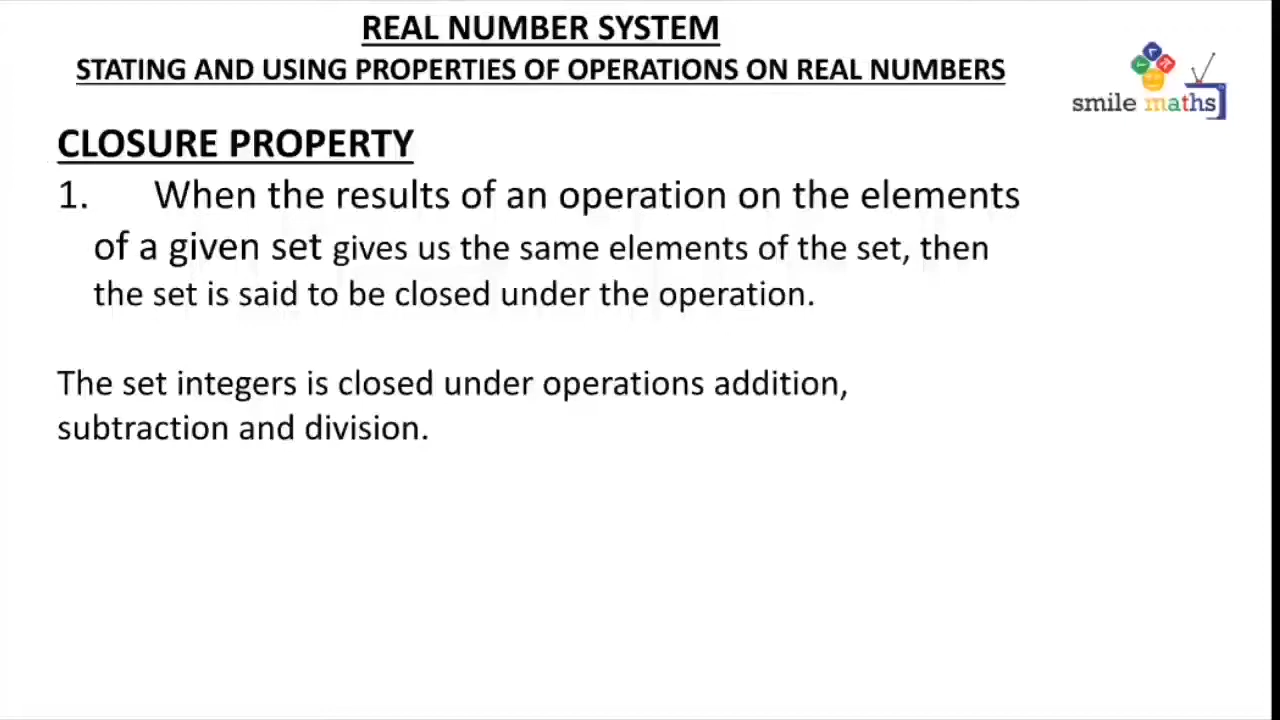 REAL NUMBER SYSTEM
STATING AND USING PROPERTIES OF OPERATIONS ON REAL NUMBERS
smile maths
CLOSURE PROPERTY
1. When the results of an operation on the elements
of a given set gives us the same elements of the set, then
the set is said to be closed under the operation.
The set integers is closed under operations addition,
subtraction and division.